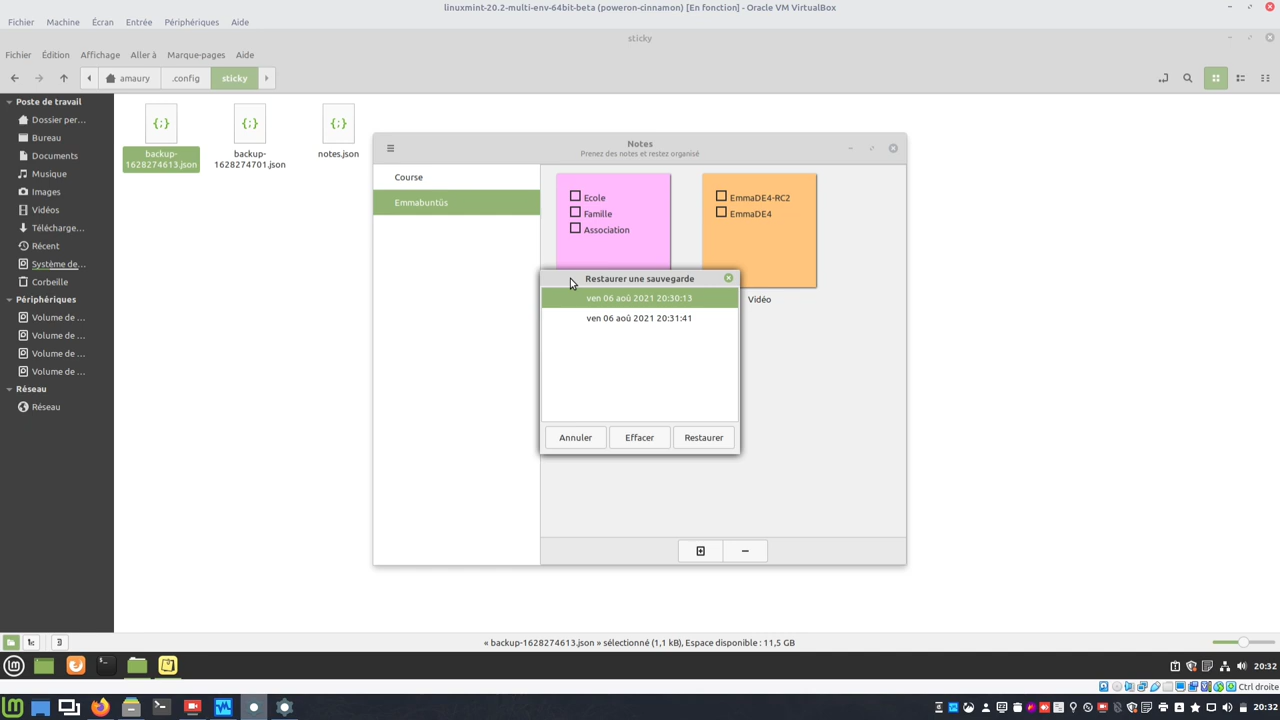 linuxmint-20.2-multi-env-64bit-beta (poweron-cinnamon) [En fonction] - Oracle VM VirtualBox
Fichier Machine Écran Entrée Périphériques Aide
sticky
Fichier Édition Affichage Aller à Marque-pages Aide
amaury .config sticky
Poste de travail
Dossier per...
Bureau
Documents
Musique
Images
Vidéos
Télécharge...
Récent
Système de...
Corbeille
Périphériques
Volume de ...
Volume de ...
Volume de ...
Volume de ...
Réseau
Réseau
backup-
1628274613.json
backup-
1628274701.json
notes.json
Notes
Prenez des notes et restez organisé
Course
Emmabuntüs
Ecole
Famille
Association
EmmaDE4-RC2
EmmaDE4
Vidéo
Restaurer une sauvegarde
ven 06 aoû 2021 20:30:13
ven 06 aoû 2021 20:31:41
Annuler Effacer Restaurer
« backup-1628274613.json » sélectionné (1,1 kB), Espace disponible : 11,5 GB
20:32
Ctrl droite
20:32